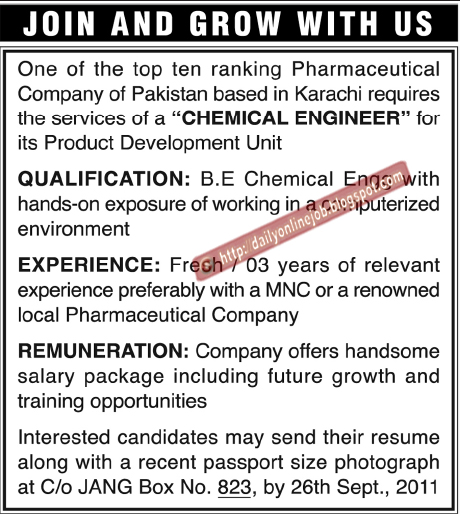 JOIN AND GROW WITH US
One of the top ten ranking Pharmaceutical
Company of Pakistan based in Karachi requires
the services of a “CHEMICAL ENGINEER” for
its Product Development Unit
QUALIFICATION: B.E Chemical Engg with
hands-on exposure of working in a computerized
environment
EXPERIENCE: Frech / 03 years of relevant
experience preferably with a MNC or a renowned
local Pharmaceutical Company
REMUNERATION: Company offers handsome
salary package including future growth and
training opportunities
Interested candidates may send their resume
along with a recent passport size photograph
at C/o JANG Box No. 823, by 26th Sept., 2011
© http://dailyonlinejob.blogspot.com